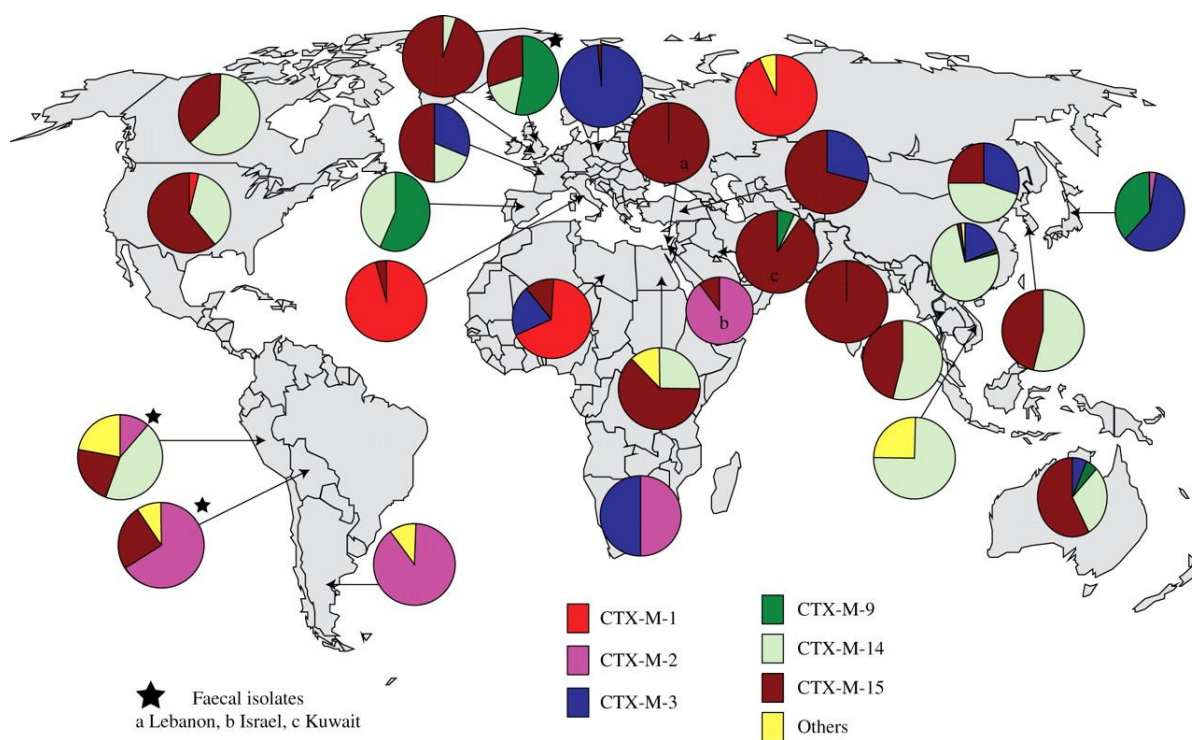 a
c
b
CTX-M-1
CTX-M-2
CTX-M-3
CTX-M-9
CTX-M-14
CTX-M-15
Others
Faecal isolates
a Lebanon, b Israel, c Kuwait